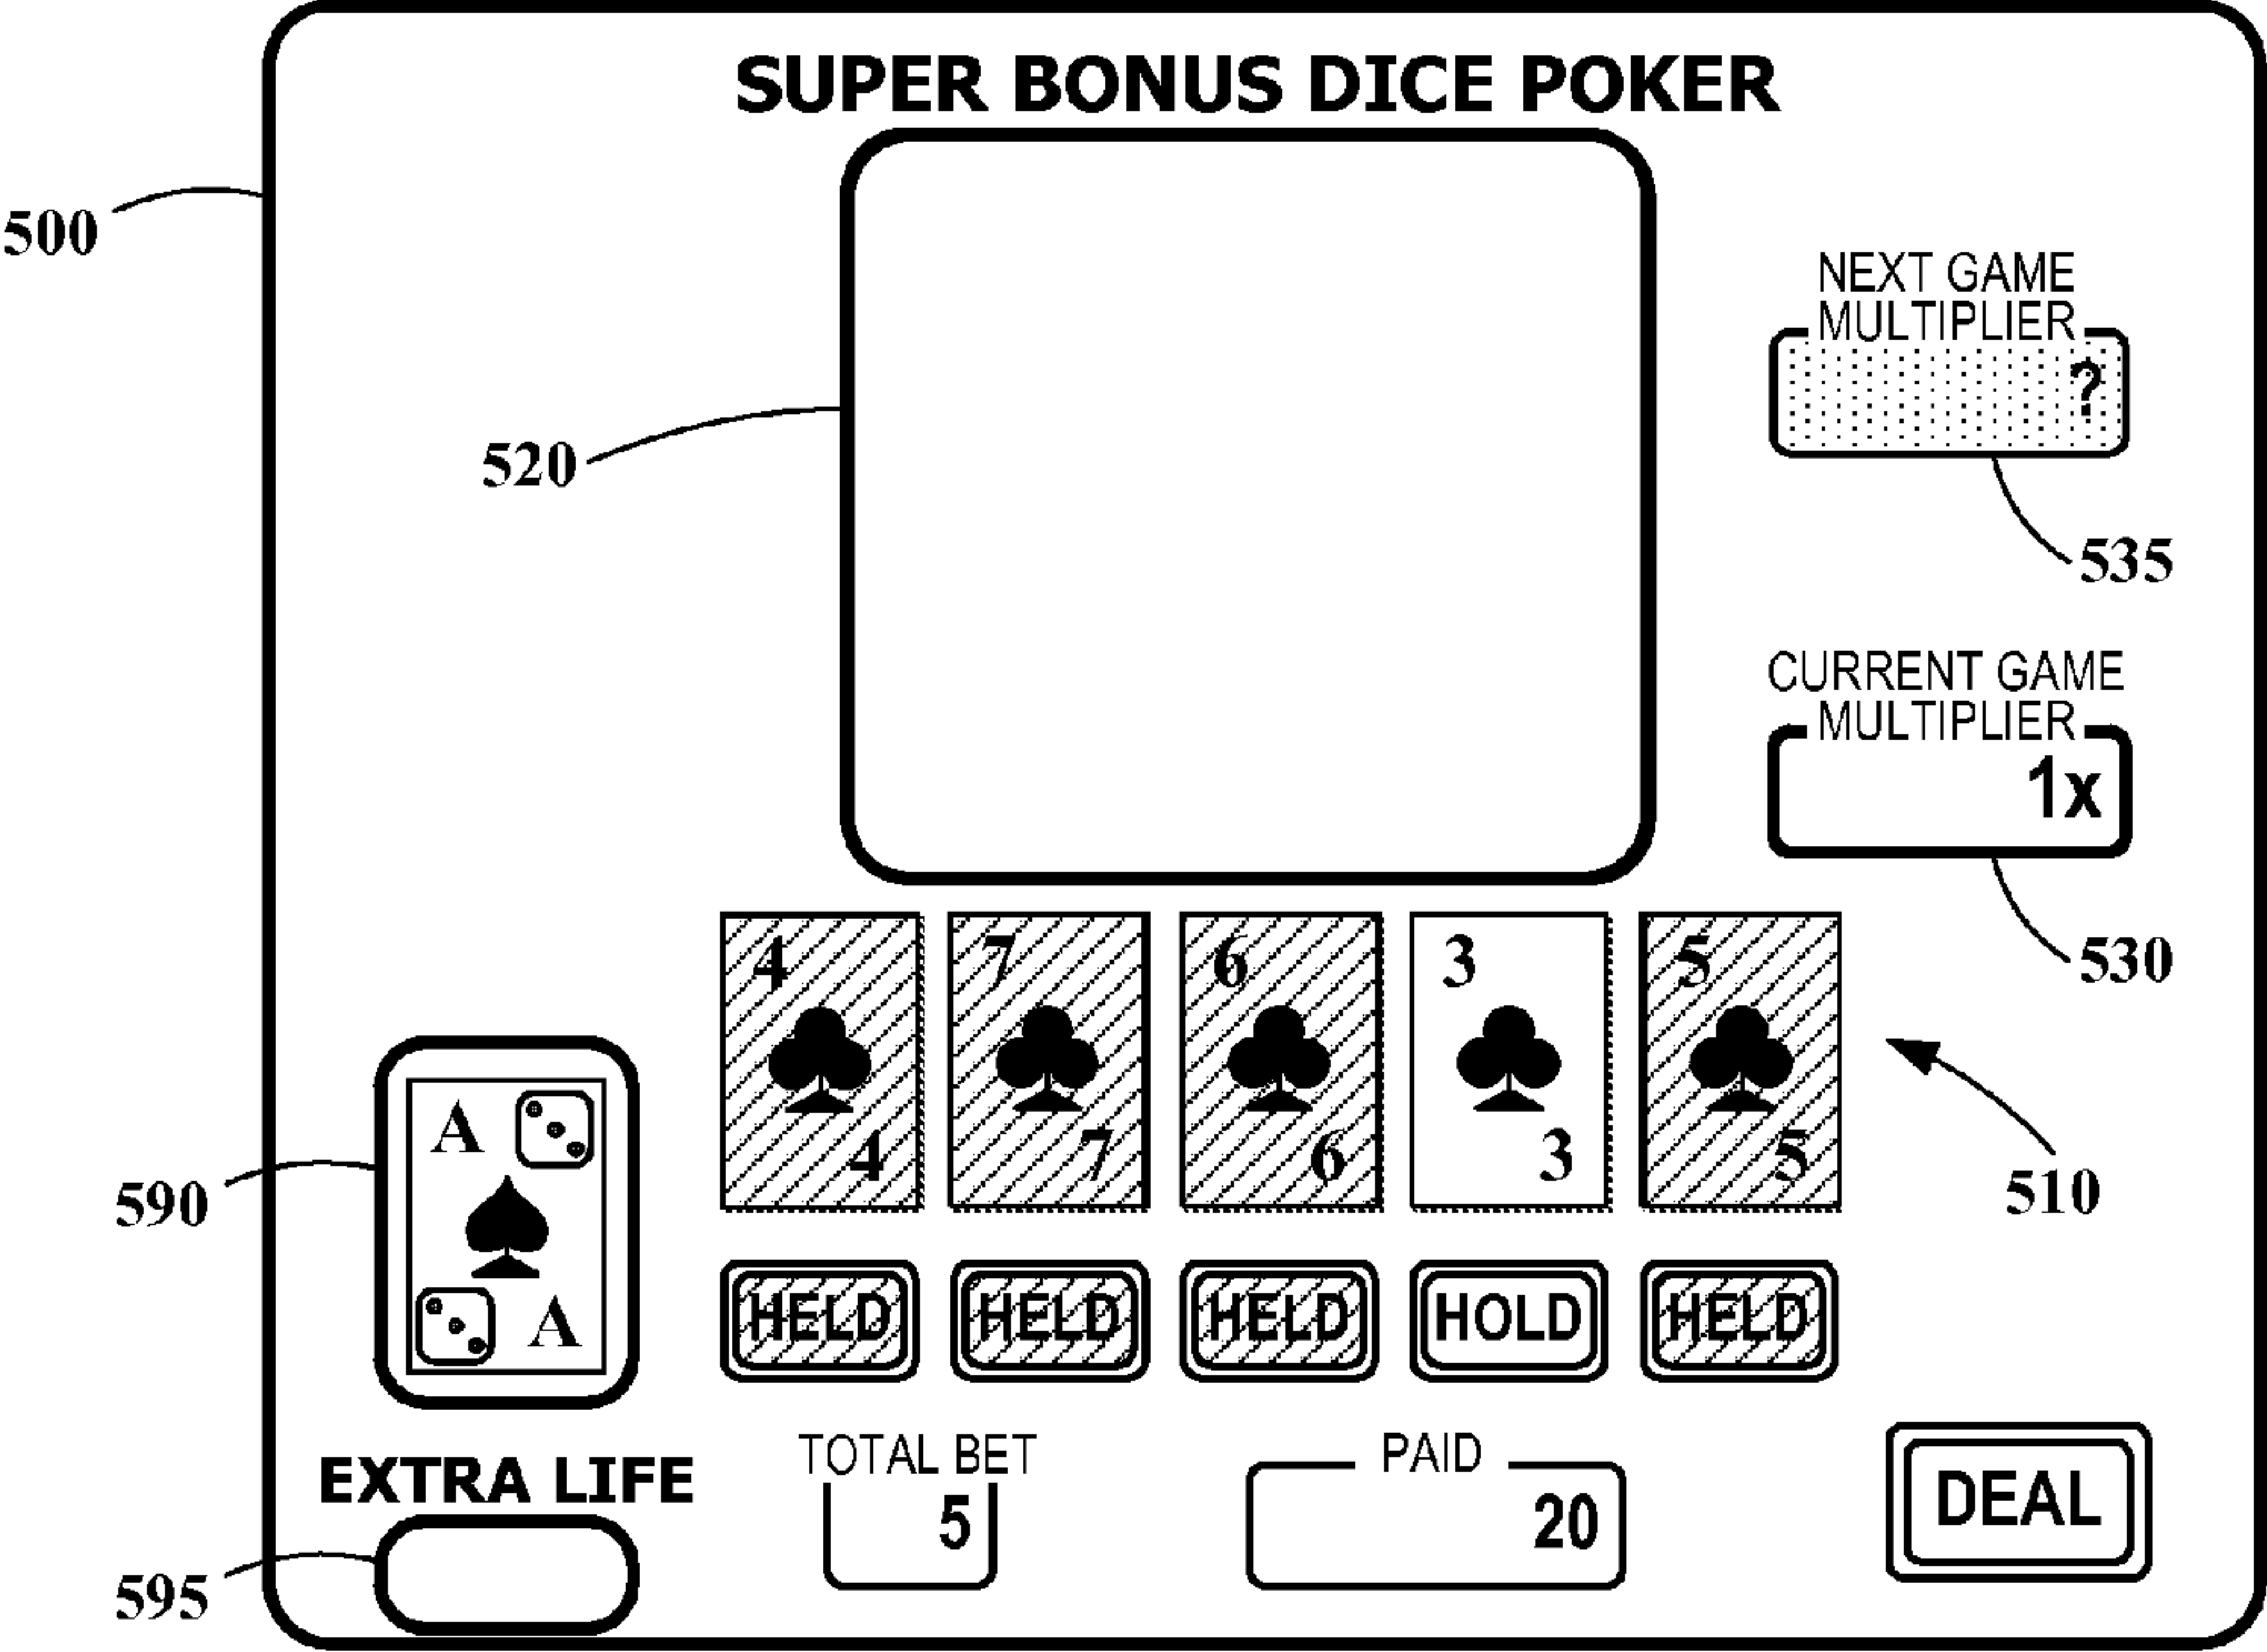 SUPER BONUS DICE POKER
500
520
NEXT GAME
MULTIPLIER
?
535
CURRENT GAME
MULTIPLIER
1x
530
4 7 6 3 5
4 7 6 3 5
510
A
A
590
HELD HELD HELD HOLD HELD
EXTRA LIFE
595
TOTAL BET
5
PAID
20
DEAL